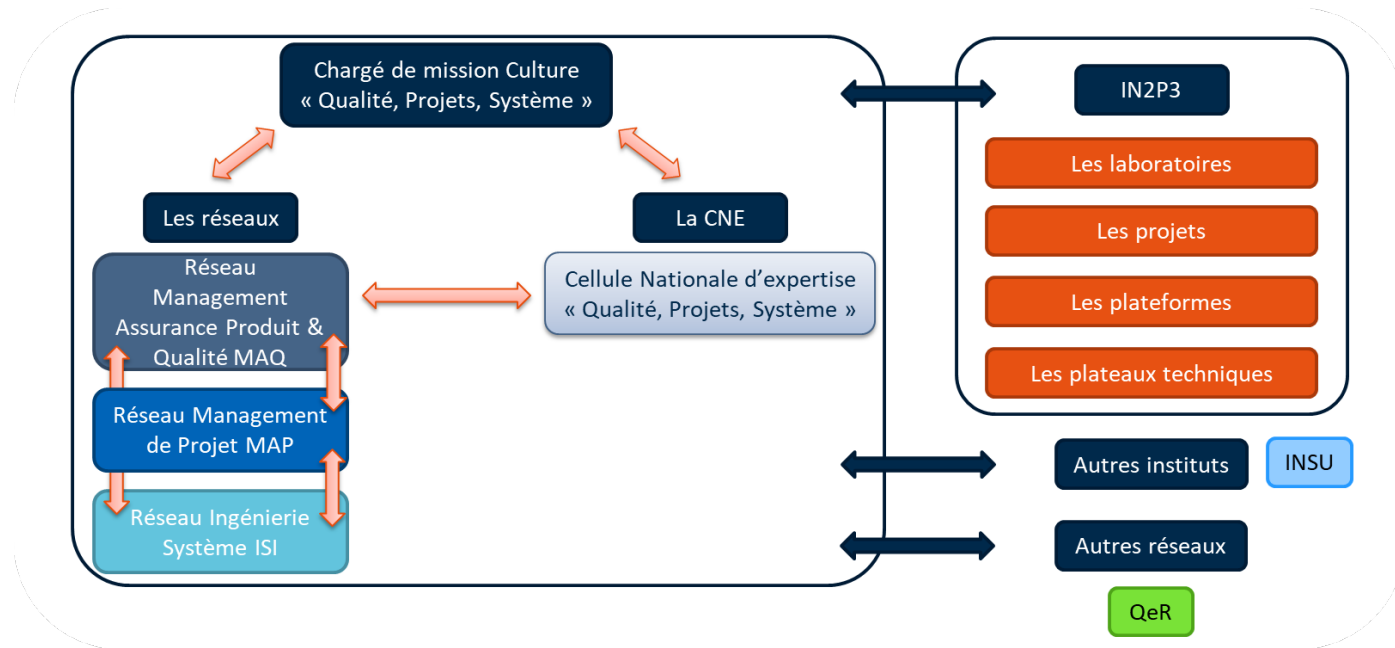 Chargé de mission Culture
« Qualité, Projets, Système »
Les réseaux
La CNE
Réseau
Management
Assurance Produit &
Qualité MAQ
Cellule Nationale d’expertise
« Qualité, Projets, Système »
Réseau Management
de Projet MAP
Réseau Ingénierie
Système ISI
IN2P3
Les laboratoires
Les projets
Les plateformes
Les plateaux techniques
Autres instituts
INSU
Autres réseaux
QeR